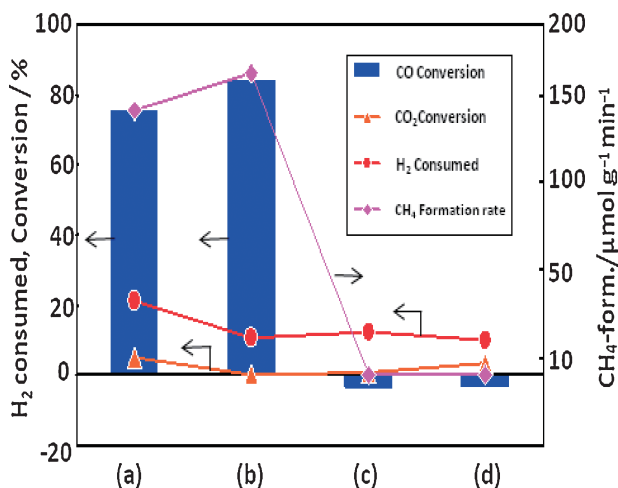 100
80
60
40
20
0
-20
H₂ consumed, Conversion / %
200
150
100
50
10
CH₄-form./μmol g⁻¹ min⁻¹
CO Conversion
CO₂Conversion
H₂ Consumed
CH₄ Formation rate
(a) (b) (c) (d)